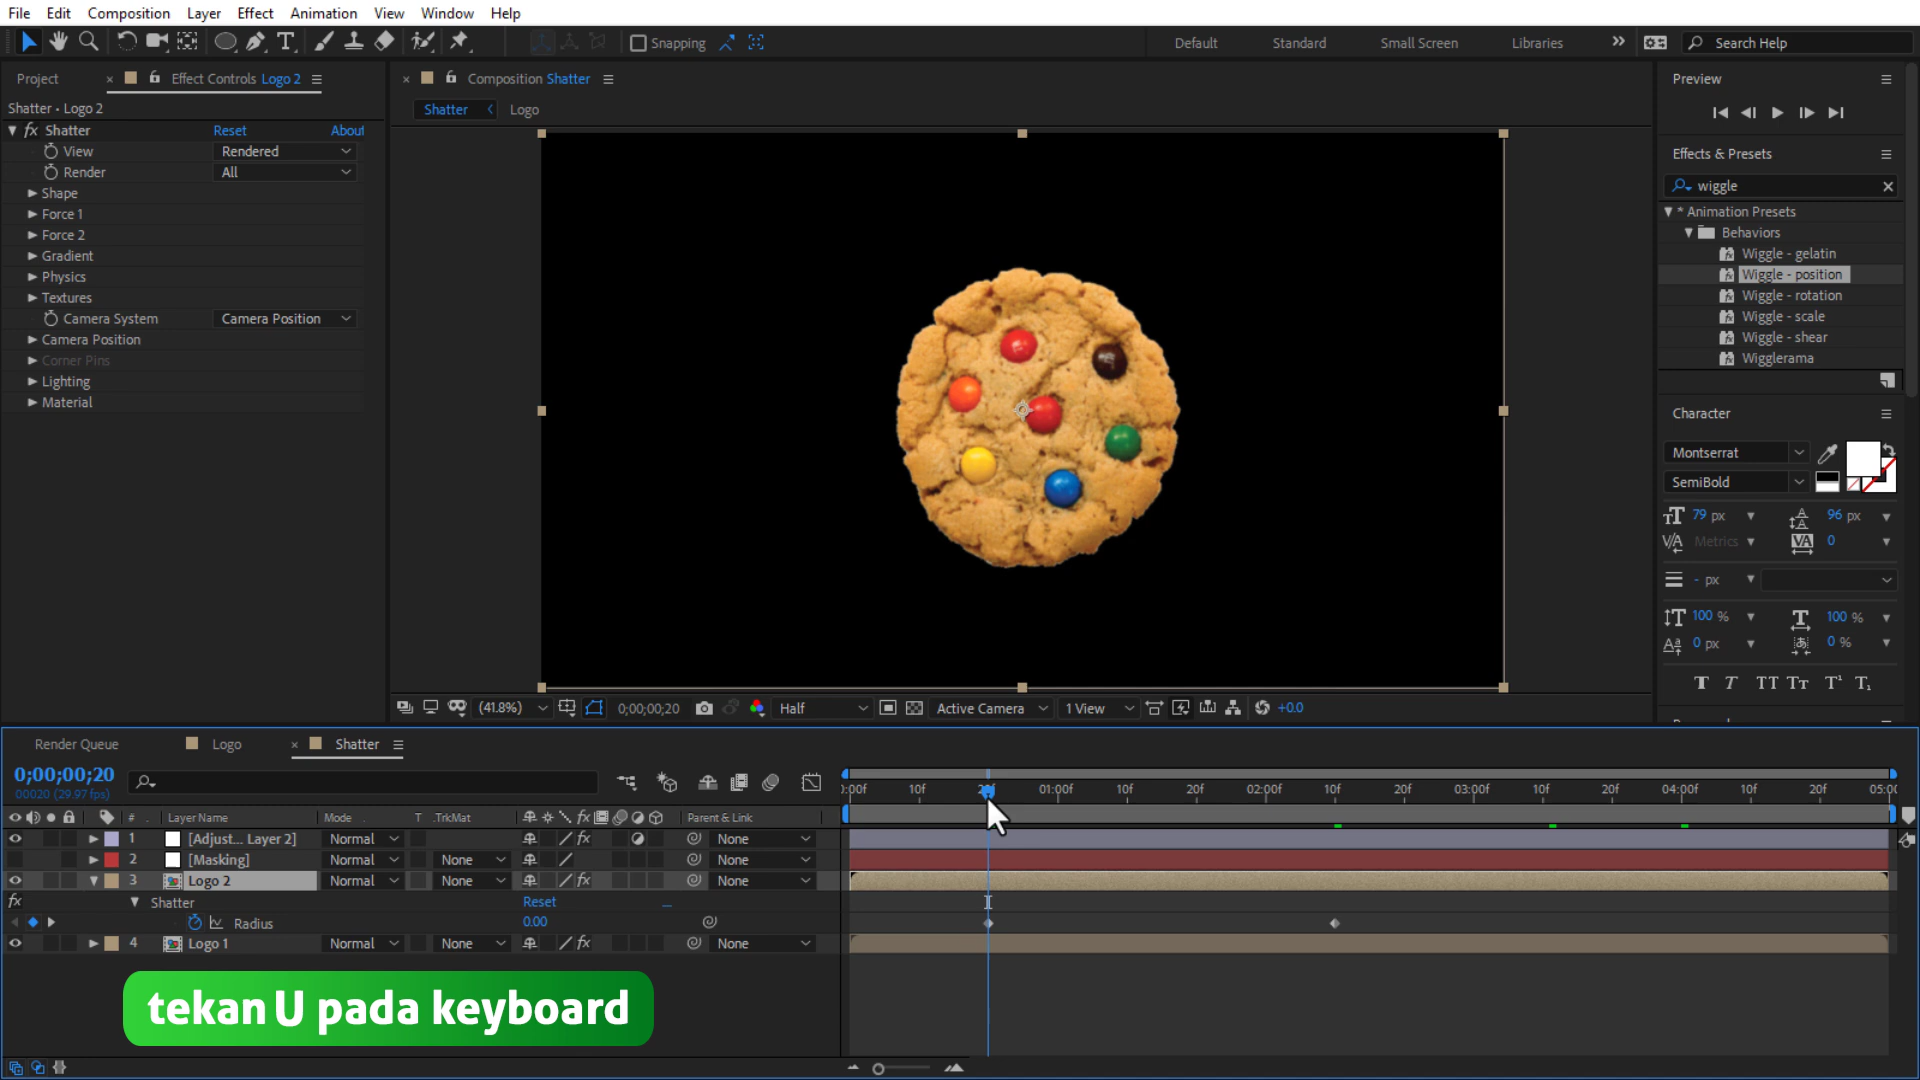 File Edit Composition Layer Effect Animation View Window Help
Snapping Default Standard Small Screen Libraries Search Help
Project Effect Controls Logo 2
Shatter • Logo 2
fx Shatter Reset About
View Rendered
Render All
Shape
Force 1
Force 2
Gradient
Physics
Textures
Camera System Camera Position
Camera Position
Corner Pins
Lighting
Material
Composition Shatter
Shatter Logo
(41.8%) 0;00;00;20 Half Active Camera 1 View +0.0
Preview
Effects & Presets
wiggle
* Animation Presets
Behaviors
Wiggle - gelatin
Wiggle - position
Wiggle - rotation
Wiggle - scale
Wiggle - shear
Wigglerama
Character
Montserrat
SemiBold
79 px 96 px
Metrics 0
- px
100 % 100 %
0 px 0 %
Render Queue Logo Shatter
0;00;00;20
00020 (29.97 fps)
0:00f 10f 20f 01:00f 10f 20f 02:00f 10f 20f 03:00f 10f 20f 04:00f 10f 20f 05:00
# Layer Name Mode T .TrkMat Parent & Link
1 [Adjust... Layer 2] Normal None
2 [Masking] Normal None None
3 Logo 2 Normal None None
Shatter Reset
Radius 0.00
4 Logo 1 Normal None None
tekan U pada keyboard